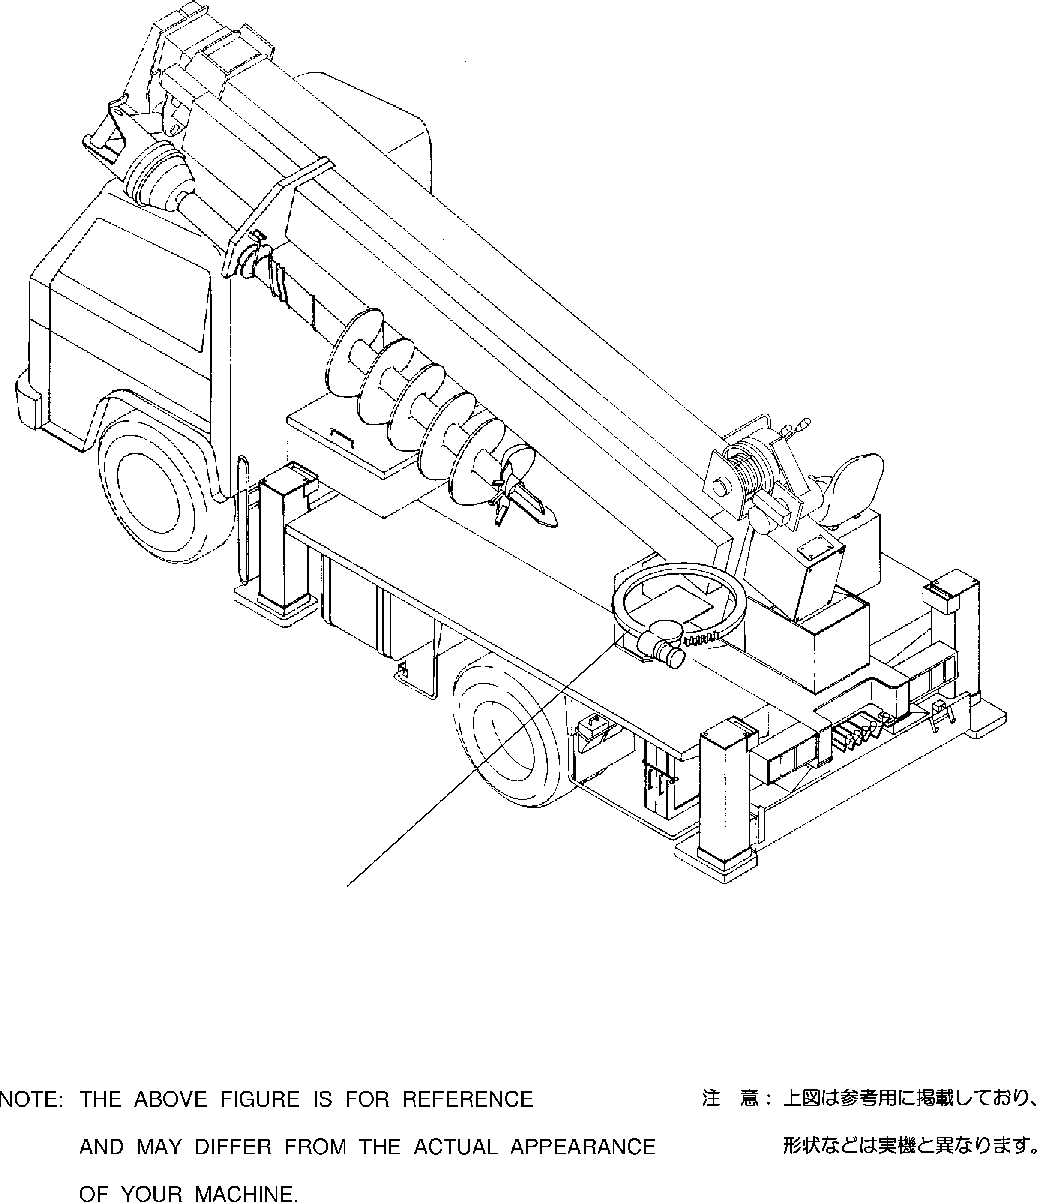 NOTE: THE ABOVE FIGURE IS FOR REFERENCE
AND MAY DIFFER FROM THE ACTUAL APPEARANCE
OF YOUR MACHINE.
注 意: 上図は参考用に掲載しており、
形状などは実機と異なります。